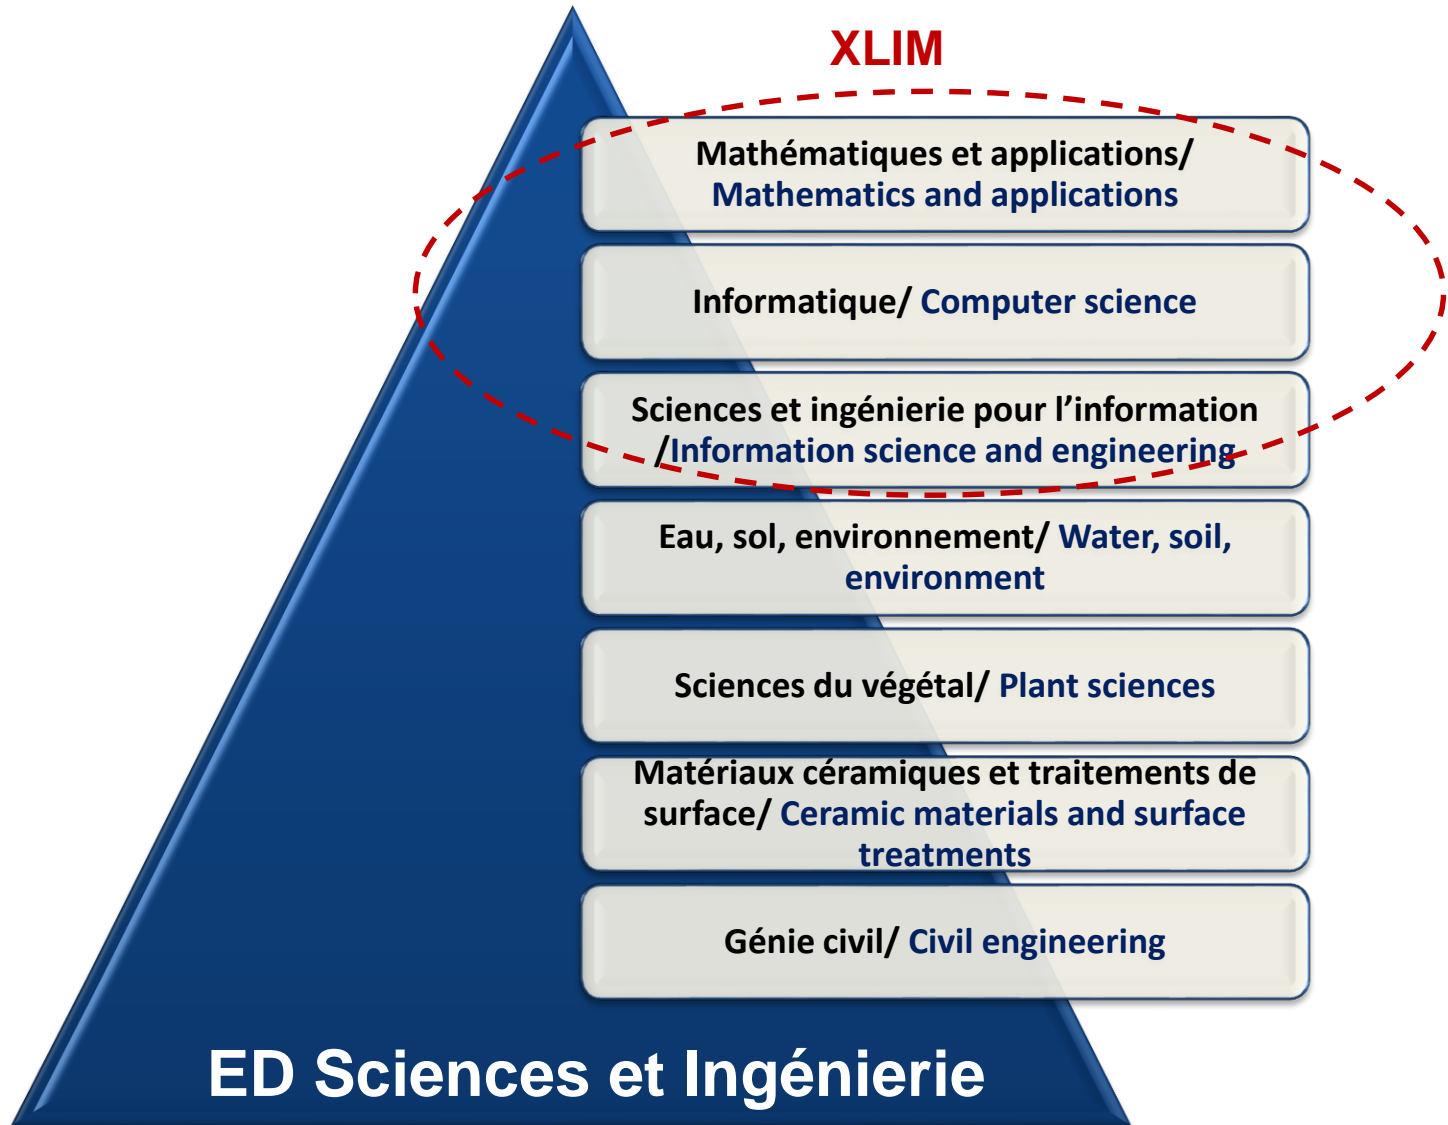 XLIM
Mathématiques et applications/
Mathematics and applications
Informatique/ Computer science
Sciences et ingénierie pour l’information
/Information science and engineering
Eau, sol, environnement/ Water, soil,
environment
Sciences du végétal/ Plant sciences
Matériaux céramiques et traitements de
surface/ Ceramic materials and surface
treatments
Génie civil/ Civil engineering
ED Sciences et Ingénierie